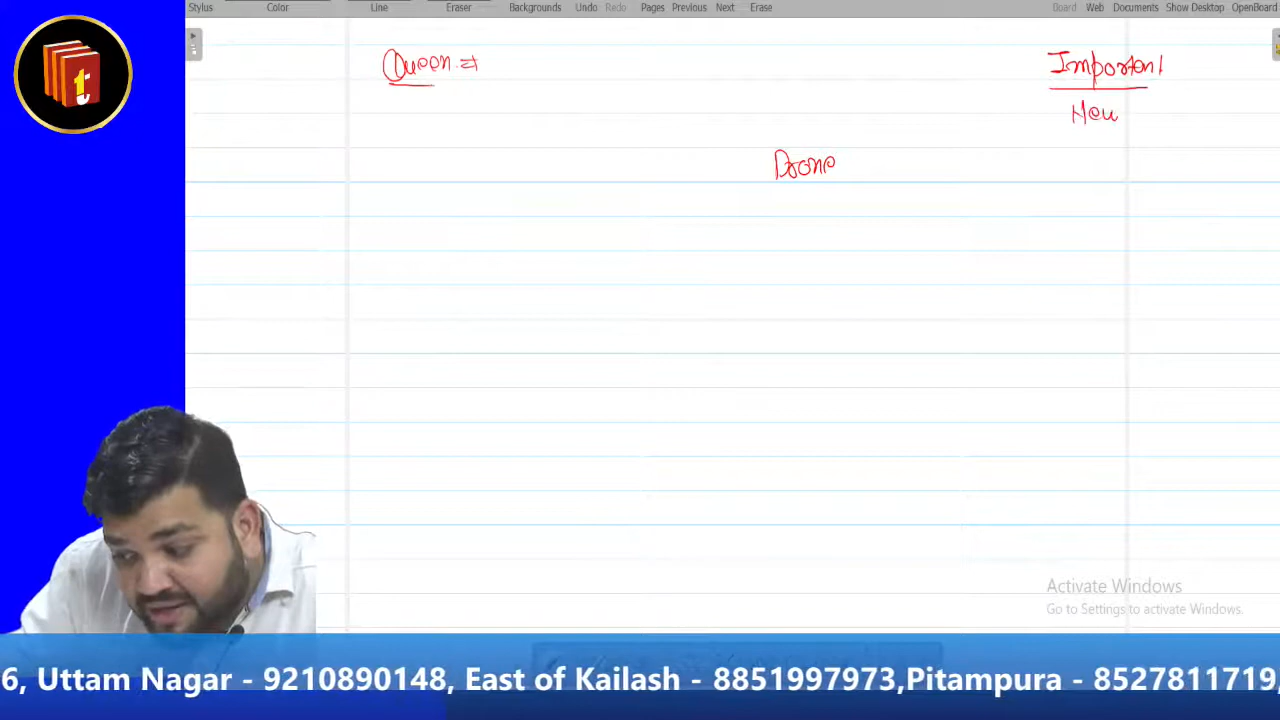 Stylus Color Line Eraser Backgrounds Undo Redo Pages Previous Next Erase Board Web Documents Show Desktop OpenBoard
t
Queen ⇒
Important
Drone
Activate Windows
Go to Settings to activate Windows.
6, Uttam Nagar - 9210890148, East of Kailash - 8851997973,Pitampura - 8527811719,